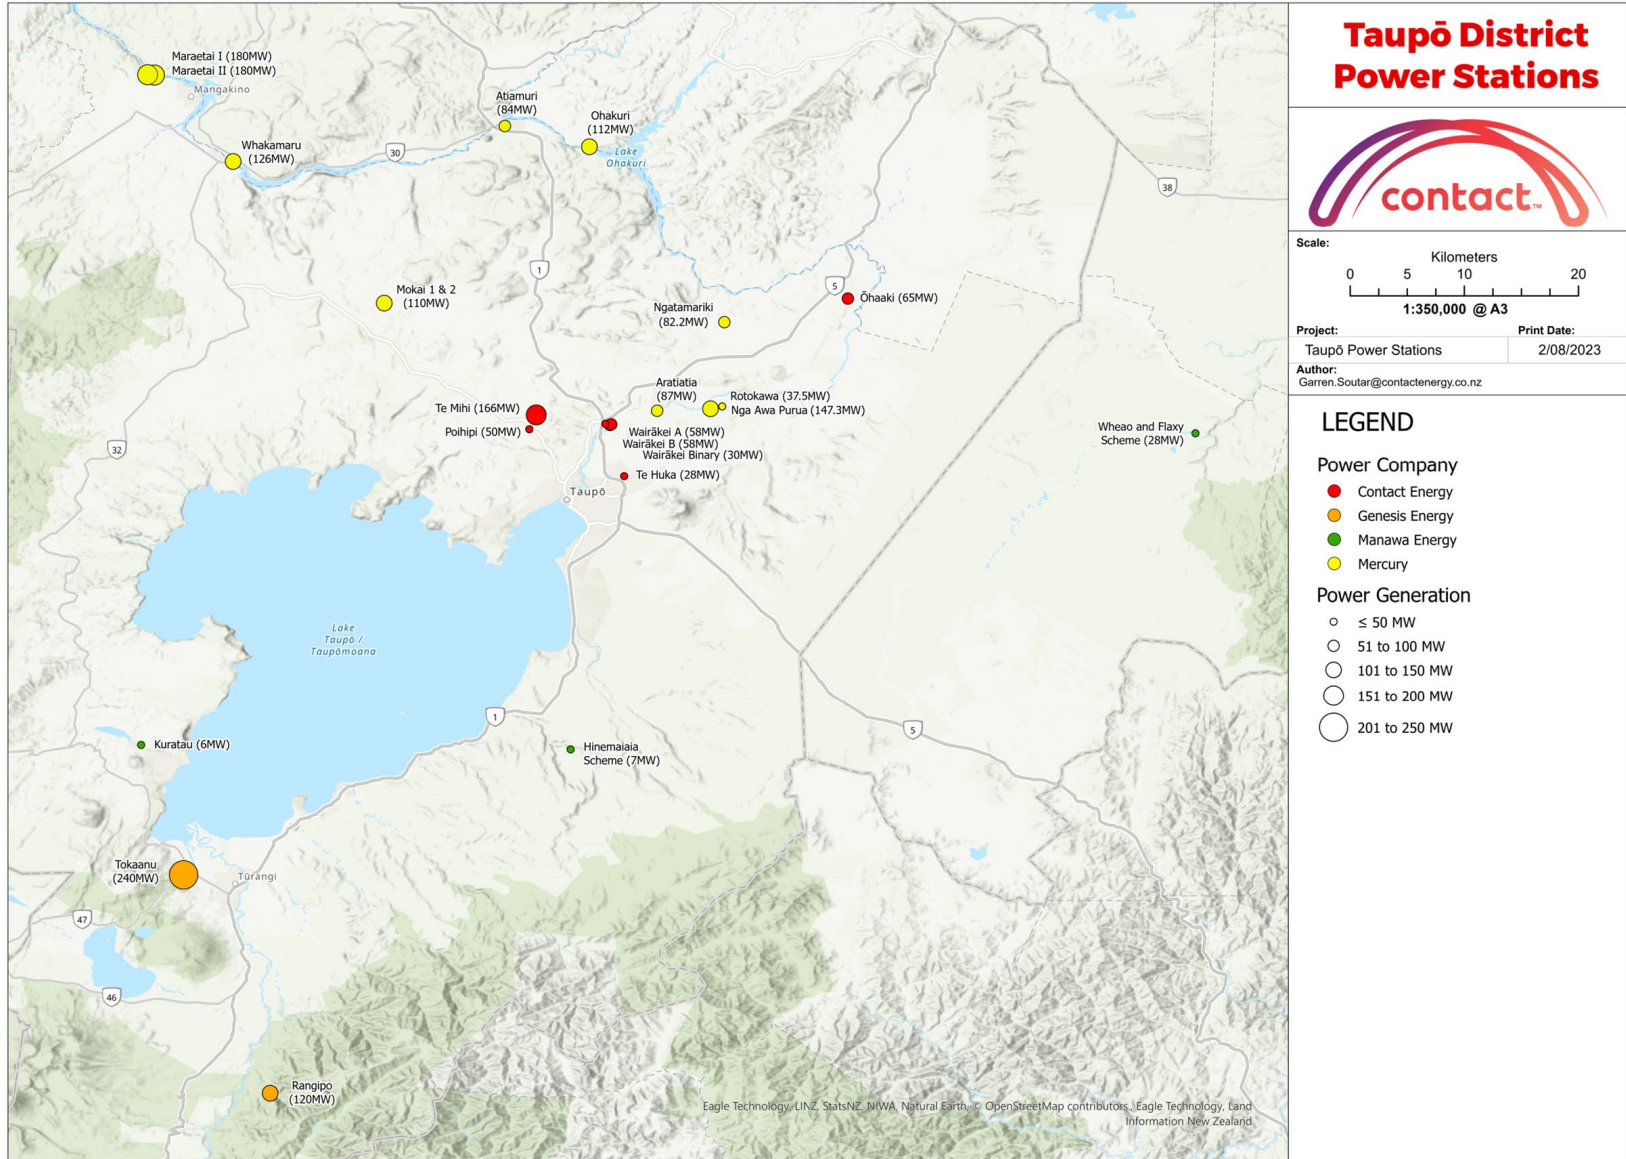 Maraetai I (180MW)
Maraetai II (180MW)
Mangakino
Atiamuri
(84MW)
Ohakuri
(112MW)
Whakamaru
(126MW)
30
Lake
Ohakuri
38
1
Mokai 1 & 2
(110MW)
5
Ōhaaki (65MW)
Ngatamariki
(82.2MW)
Aratiatia
(87MW)
Rotokawa (37.5MW)
Nga Awa Purua (147.3MW)
Te Mihi (166MW)
Poihipi (50MW)
Wairākei A (58MW)
Wairākei B (58MW)
Wairākei Binary (30MW)
Wheao and Flaxy
Scheme (28MW)
32
Te Huka (28MW)
Taupō
Lake
Taupō /
Taupōmoana
1
5
Kuratau (6MW)
Hinemaiaia
Scheme (7MW)
Tokaanu
(240MW)
Tūrangi
47
46
Rangipo
(120MW)
Eagle Technology, LINZ, StatsNZ, NIWA, Natural Earth, © OpenStreetMap contributors., Eagle Technology, Land
Information New Zealand
Taupō District
Power Stations
contact™
Scale:
Kilometers
0 5 10 20
1:350,000 @ A3
Project: Print Date:
Taupō Power Stations 2/08/2023
Author:
Garren.Soutar@contactenergy.co.nz
LEGEND
Power Company
Contact Energy
Genesis Energy
Manawa Energy
Mercury
Power Generation
≤ 50 MW
51 to 100 MW
101 to 150 MW
151 to 200 MW
201 to 250 MW